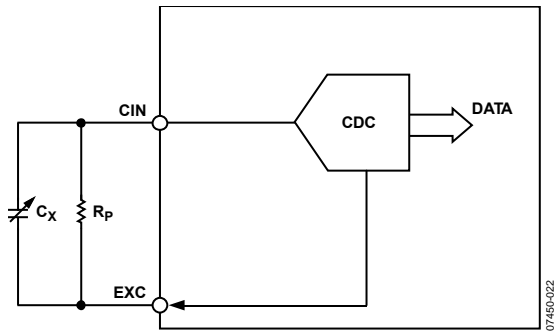 CIN
CDC
DATA
CX
RP
EXC
07450-022